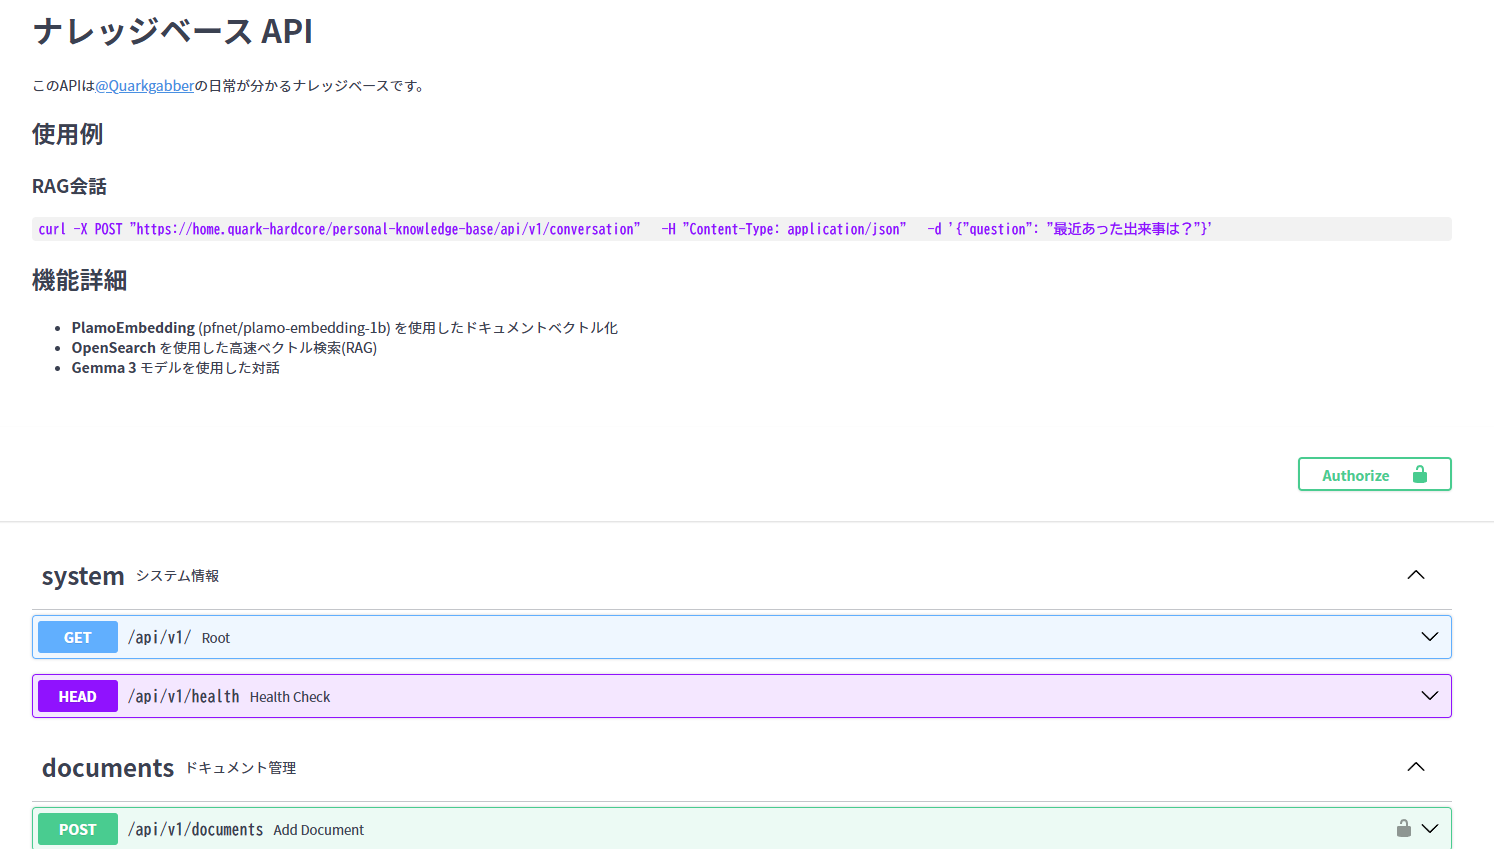 ナレッジベース API
このAPIは@Quarkgabberの日常が分かるナレッジベースです。
使用例
RAG会話
curl -X POST "https://home.quark-hardcore/personal-knowledge-base/api/v1/conversation"   -H "Content-Type: application/json"   -d '{"question": "最近あった出来事は？"}'
機能詳細
• PlamoEmbedding (pfnet/plamo-embedding-1b) を使用したドキュメントベクトル化
• OpenSearch を使用した高速ベクトル検索(RAG)
• Gemma 3 モデルを使用した対話
Authorize
system システム情報
GET /api/v1/ Root
HEAD /api/v1/health Health Check
documents ドキュメント管理
POST /api/v1/documents Add Document